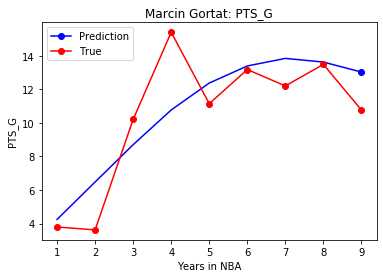 Marcin Gortat: PTS_G
Prediction
True
14
12
10
8
6
4
PTS_G
1 2 3 4 5 6 7 8 9
Years in NBA